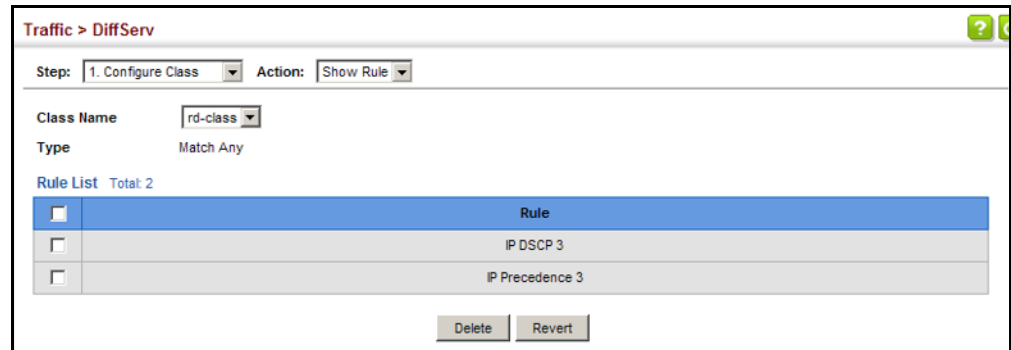 Traffic > DiffServ
?
Step: 1. Configure Class Action: Show Rule
Class Name rd-class
Type Match Any
Rule List Total: 2
Rule
IP DSCP 3
IP Precedence 3
Delete Revert